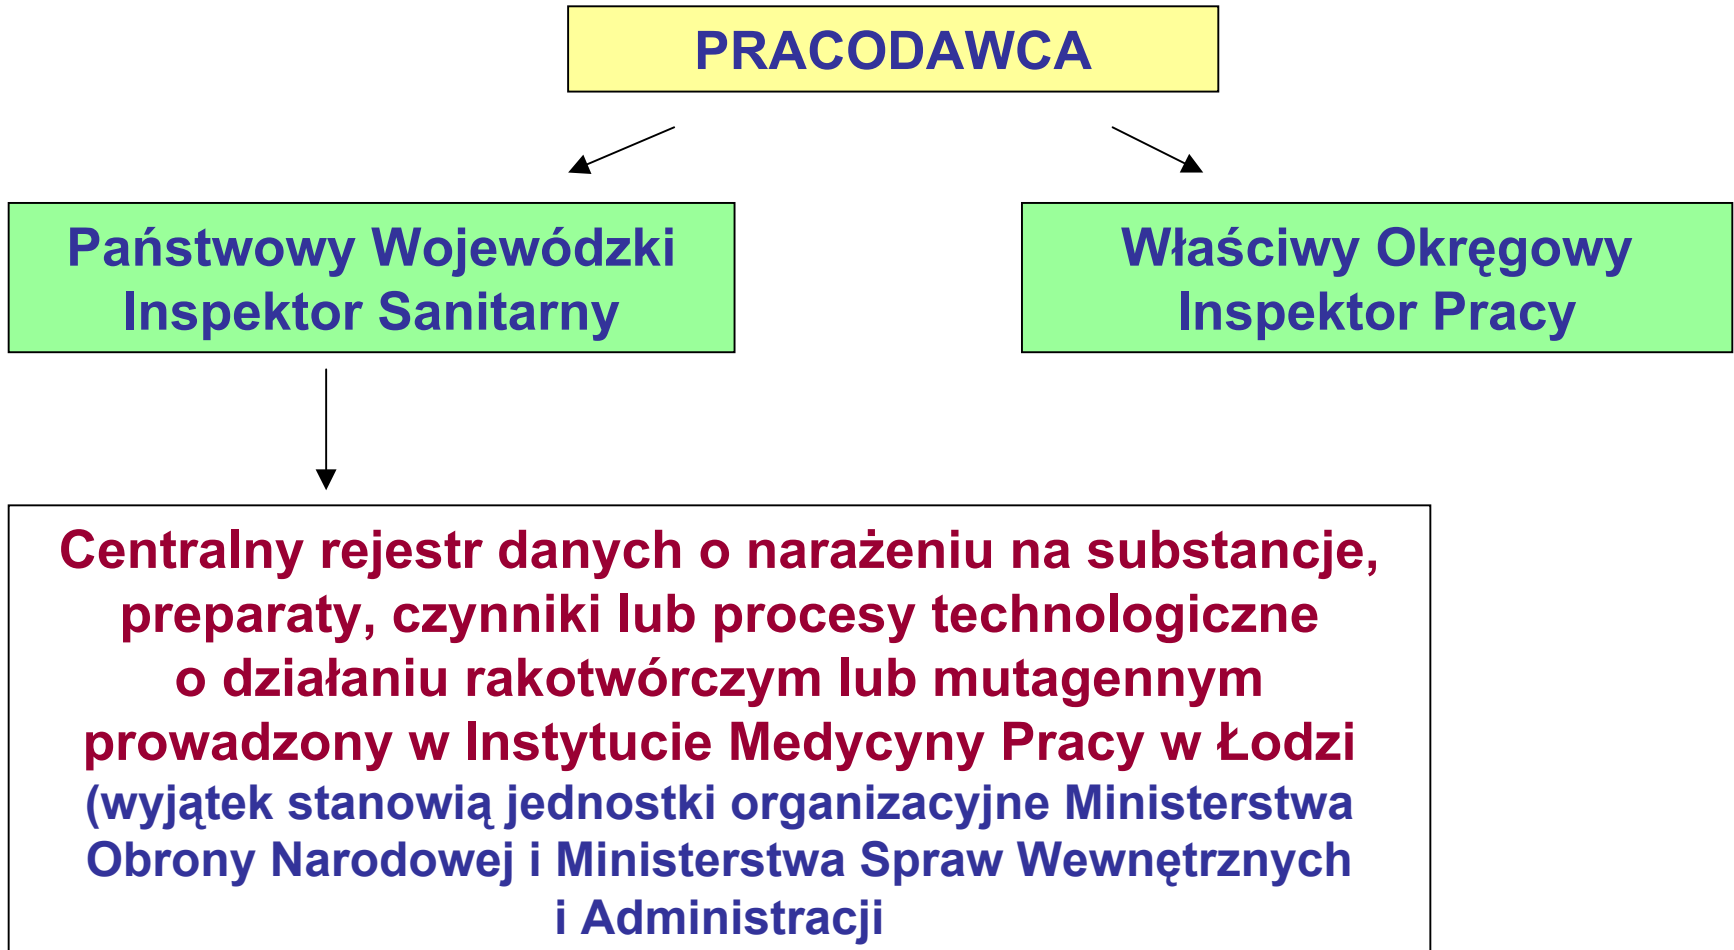 PRACODAWCA
Państwowy Wojewódzki
Inspektor Sanitarny
Właściwy Okręgowy
Inspektor Pracy
Centralny rejestr danych o narażeniu na substancje,
preparaty, czynniki lub procesy technologiczne
o działaniu rakotwórczym lub mutagennym
prowadzony w Instytucie Medycyny Pracy w Łodzi
(wyjątek stanowią jednostki organizacyjne Ministerstwa
Obrony Narodowej i Ministerstwa Spraw Wewnętrznych
i Administracji